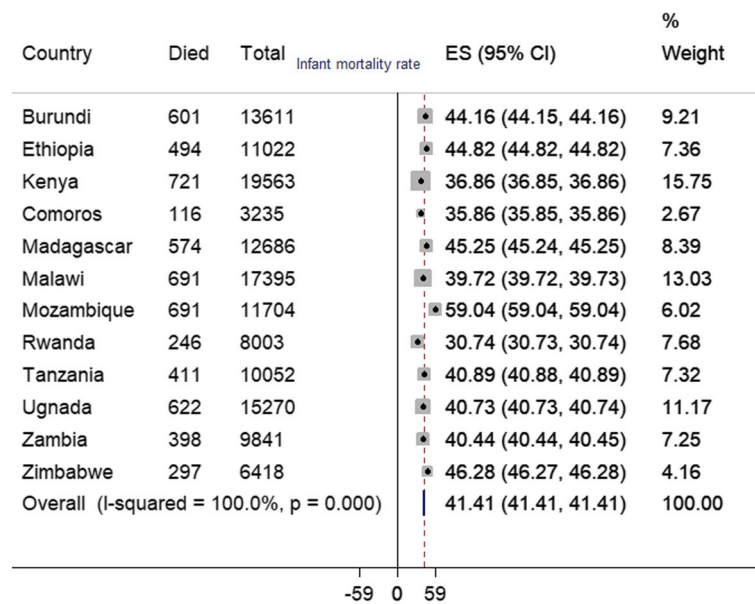 %
Country Died Total Infant mortality rate ES (95% CI) Weight
Burundi 601 13611 44.16 (44.15, 44.16) 9.21
Ethiopia 494 11022 44.82 (44.82, 44.82) 7.36
Kenya 721 19563 36.86 (36.85, 36.86) 15.75
Comoros 116 3235 35.86 (35.85, 35.86) 2.67
Madagascar 574 12686 45.25 (45.24, 45.25) 8.39
Malawi 691 17395 39.72 (39.72, 39.73) 13.03
Mozambique 691 11704 59.04 (59.04, 59.04) 6.02
Rwanda 246 8003 30.74 (30.73, 30.74) 7.68
Tanzania 411 10052 40.89 (40.88, 40.89) 7.32
Ugnada 622 15270 40.73 (40.73, 40.74) 11.17
Zambia 398 9841 40.44 (40.44, 40.45) 7.25
Zimbabwe 297 6418 46.28 (46.27, 46.28) 4.16
Overall (I-squared = 100.0%, p = 0.000) 41.41 (41.41, 41.41) 100.00
-59 0 59